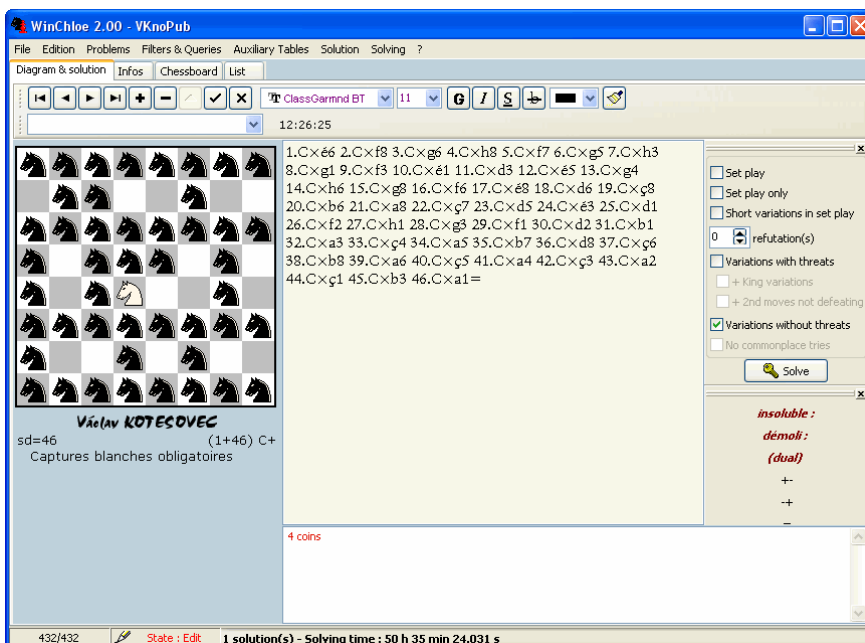 WinChloe 2.00 - VKnoPub
File Edition Problems Filters & Queries Auxiliary Tables Solution Solving ?
Diagram & solution Infos Chessboard List
ClassGarmnd BT 11 G I S b
12:26:25
1.C×é6 2.C×f8 3.C×g6 4.C×h8 5.C×f7 6.C×g5 7.C×h3
8.C×g1 9.C×f3 10.C×é1 11.C×d3 12.C×é5 13.C×g4
14.C×h6 15.C×g8 16.C×f6 17.C×é8 18.C×d6 19.C×ç8
20.C×b6 21.C×a8 22.C×ç7 23.C×d5 24.C×é3 25.C×d1
26.C×f2 27.C×h1 28.C×g3 29.C×f1 30.C×d2 31.C×b1
32.C×a3 33.C×ç4 34.C×a5 35.C×b7 36.C×d8 37.C×ç6
38.C×b8 39.C×a6 40.C×ç5 41.C×a4 42.C×ç3 43.C×a2
44.C×ç1 45.C×b3 46.C×a1=
Set play
Set play only
Short variations in set play
0 refutation(s)
Variations with threats
+ King variations
+ 2nd moves not defeating
Variations without threats
No commonplace tries
Solve
Václav KOTESOVEC
sd=46 (1+46) C+
Captures blanches obligatoires
insoluble :
démoli :
{dual}
+-
-+
=
4 coins
432/432 State : Edit 1 solution(s) - Solving time : 50 h 35 min 24.031 s